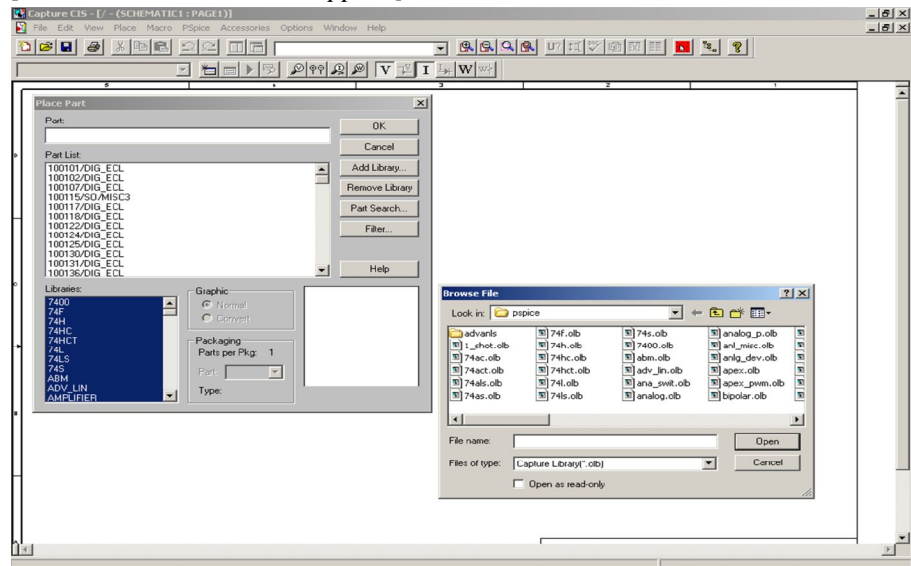 Capture CIS - [/ - (SCHEMATIC1 : PAGE1)]
File Edit View Place Macro PSpice Accessories Options Window Help
U?
V I W
5 4 3 2 1
Place Part
Part:
OK
Cancel
Part List:
Add Library...
100101/DIG_ECL
100102/DIG_ECL
100107/DIG_ECL
Remove Library
100115/SO/MISC3
100117/DIG_ECL
Part Search...
100118/DIG_ECL
100122/DIG_ECL
Filter...
100124/DIG_ECL
100125/DIG_ECL
100130/DIG_ECL
100131/DIG_ECL
Help
100136/DIG_ECL
Libraries:
7400
74F
74H
74HC
74HCT
74L
74LS
74S
ABM
ADV_LIN
AMPLIFIER
Graphic
Normal
Convert
Packaging
Parts per Pkg: 1
Part:
Type:
Browse File
Look in: pspice
advanls 74f.olb 74s.olb analog_p.olb
1_shot.olb 74h.olb 7400.olb anl_misc.olb
74ac.olb 74hc.olb abm.olb anlg_dev.olb
74act.olb 74hct.olb adv_lin.olb apex.olb
74als.olb 74l.olb ana_swit.olb apex_pwm.olb
74as.olb 74ls.olb analog.olb bipolar.olb
File name:
Open
Files of type: Capture Library(*.olb)
Cancel
Open as read-only